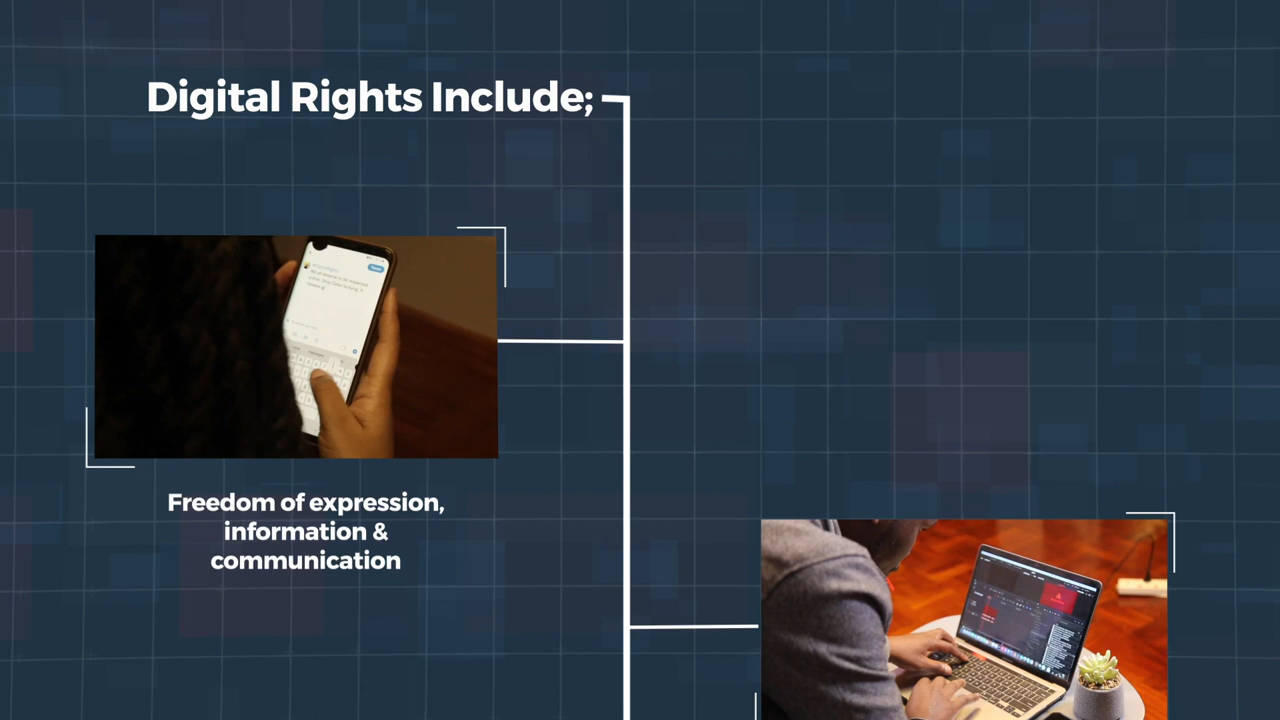 Digital Rights Include;
Freedom of expression,
information &
communication